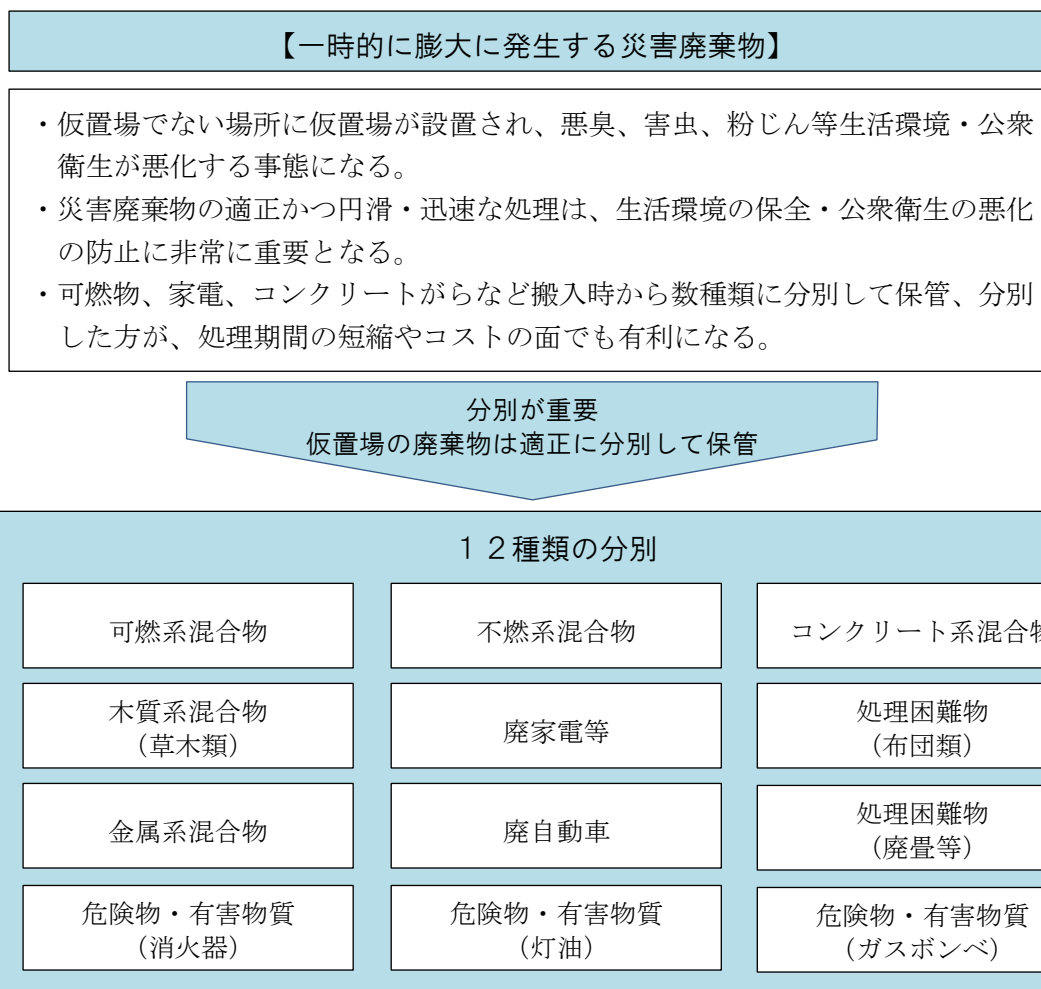 【一時的に膨大に発生する災害廃棄物】
・仮置場でない場所に仮置場が設置され、悪臭、害虫、粉じん等生活環境・公衆
衛生が悪化する事態になる。
・災害廃棄物の適正かつ円滑・迅速な処理は、生活環境の保全・公衆衛生の悪化
の防止に非常に重要となる。
・可燃物、家電、コンクリートがらなど搬入時から数種類に分別して保管、分別
した方が、処理期間の短縮やコストの面でも有利になる。
分別が重要
仮置場の廃棄物は適正に分別して保管
１２種類の分別
可燃系混合物
不燃系混合物
コンクリート系混合物
木質系混合物
（草木類）
廃家電等
処理困難物
（布団類）
金属系混合物
廃自動車
処理困難物
（廃畳等）
危険物・有害物質
（消火器）
危険物・有害物質
（灯油）
危険物・有害物質
（ガスボンベ）